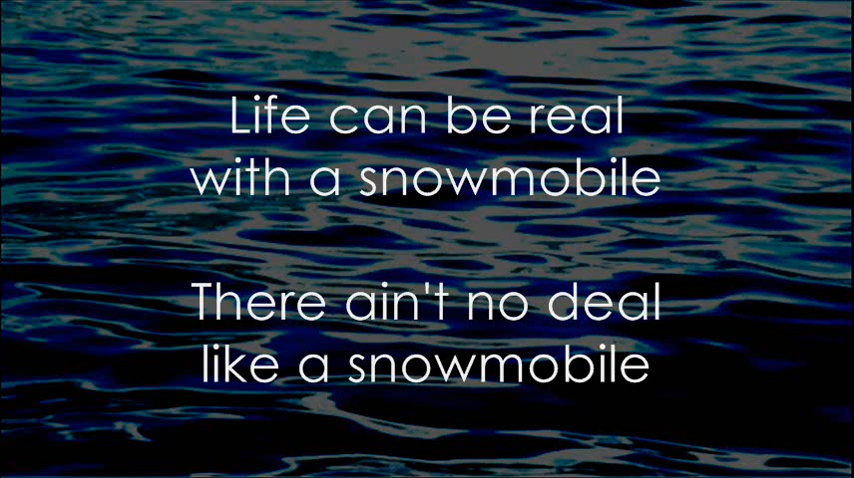 Life can be real
with a snowmobile
There ain't no deal
like a snowmobile